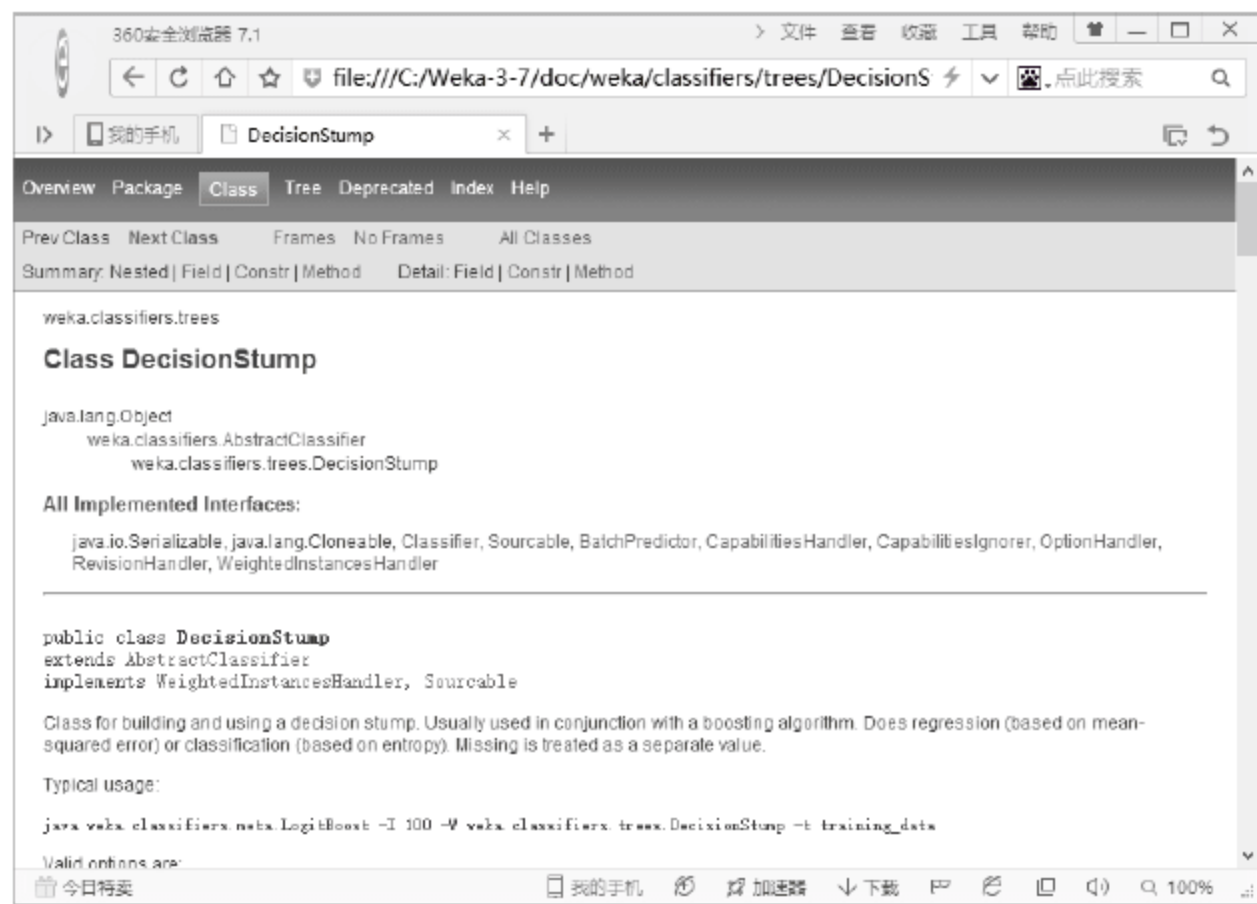 360安全浏览器 7.1
文件 查看 收藏 工具 帮助
file:///C:/Weka-3-7/doc/weka/classifiers/trees/DecisionS
点此搜索
我的手机 DecisionStump
Overview Package Class Tree Deprecated Index Help
Prev Class Next Class Frames No Frames All Classes
Summary: Nested | Field | Constr | Method Detail: Field | Constr | Method
weka.classifiers.trees
Class DecisionStump
java.lang.Object
weka.classifiers.AbstractClassifier
weka.classifiers.trees.DecisionStump
All Implemented Interfaces:
java.io.Serializable, java.lang.Cloneable, Classifier, Sourcable, BatchPredictor, CapabilitiesHandler, CapabilitiesIgnorer, OptionHandler,
RevisionHandler, WeightedInstancesHandler
public class DecisionStump
extends AbstractClassifier
implements WeightedInstancesHandler, Sourcable
Class for building and using a decision stump. Usually used in conjunction with a boosting algorithm. Does regression (based on mean-
squared error) or classification (based on entropy). Missing is treated as a separate value.
Typical usage:
java weka.classifiers.meta.LogitBoost -I 100 -W weka.classifiers.trees.DecisionStump -t training_data
Valid options are:
今日特卖 我的手机 加速器 下载 100%